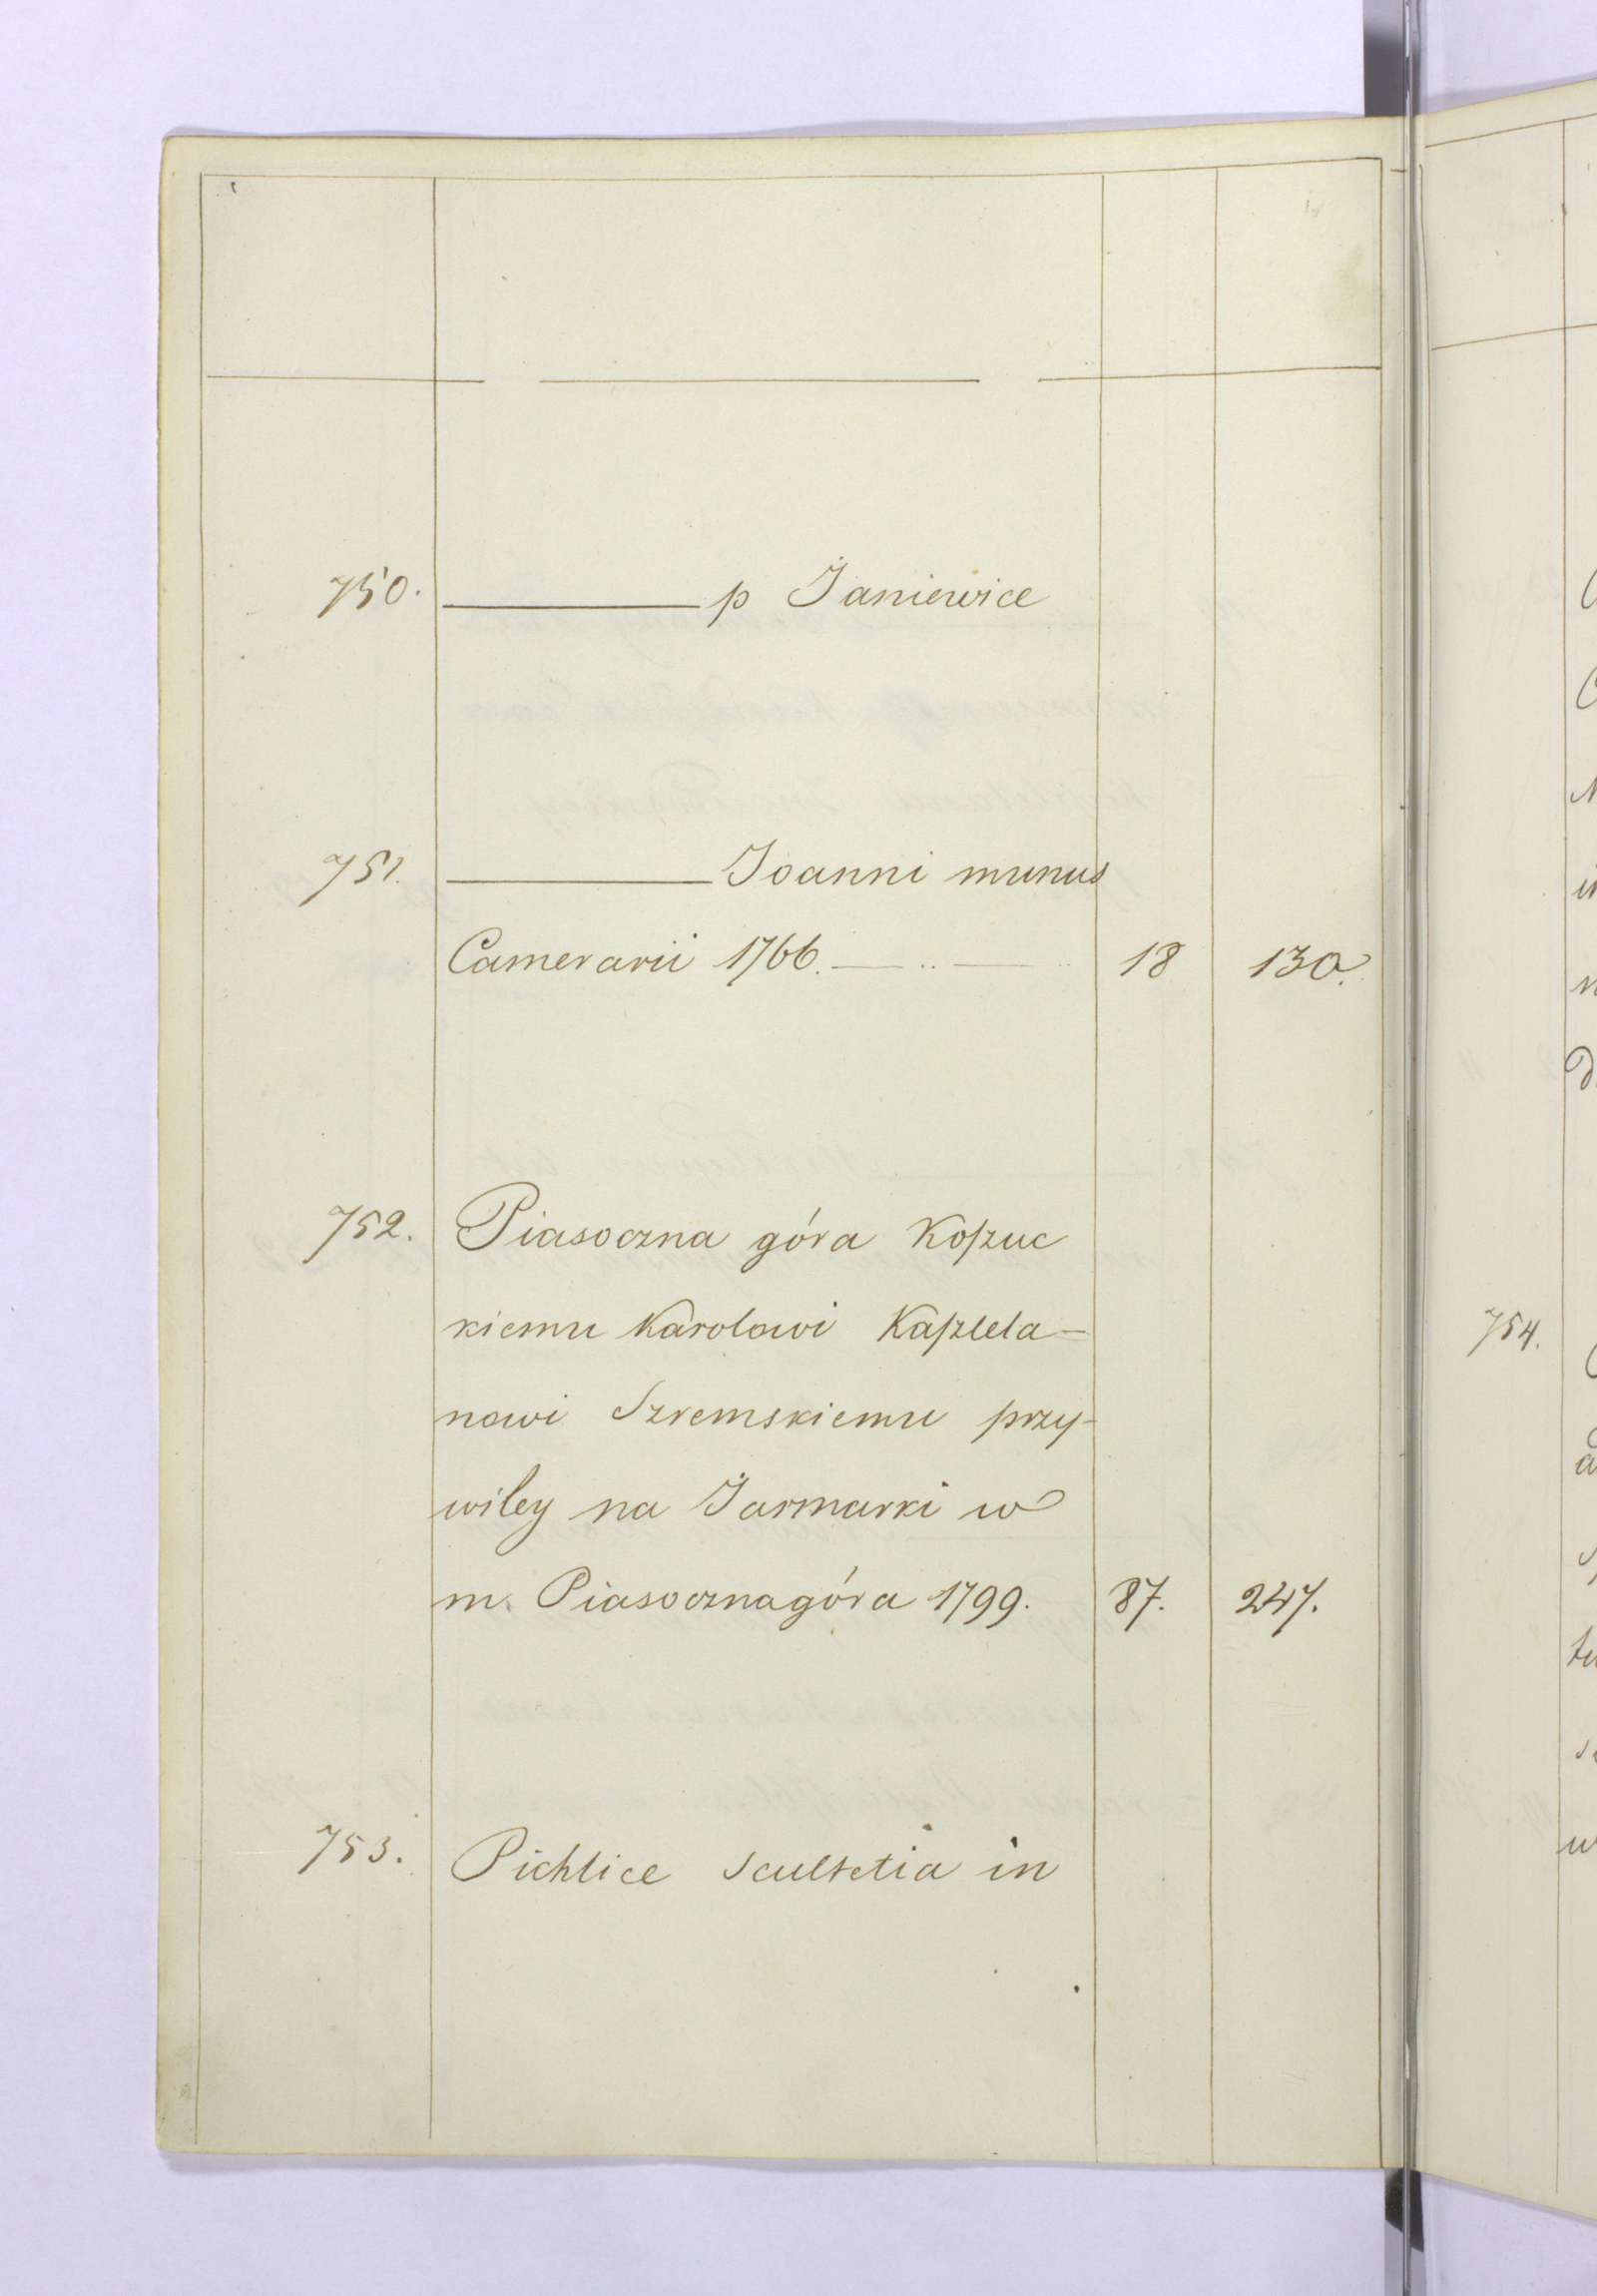 750. ——— p Janiewice
751. ——— Joanni munus
Camerarii 1766. — .. — .. 18 130.
752. Piasoczna góra Koſzuc
kiemu Karolowi Kaſztela-
nowi Szremskiemu przy-
wiley na Jarmarki w
m. Piasocznagóra 1799. 87. 247.
753. Pichlice scultetia in
754.